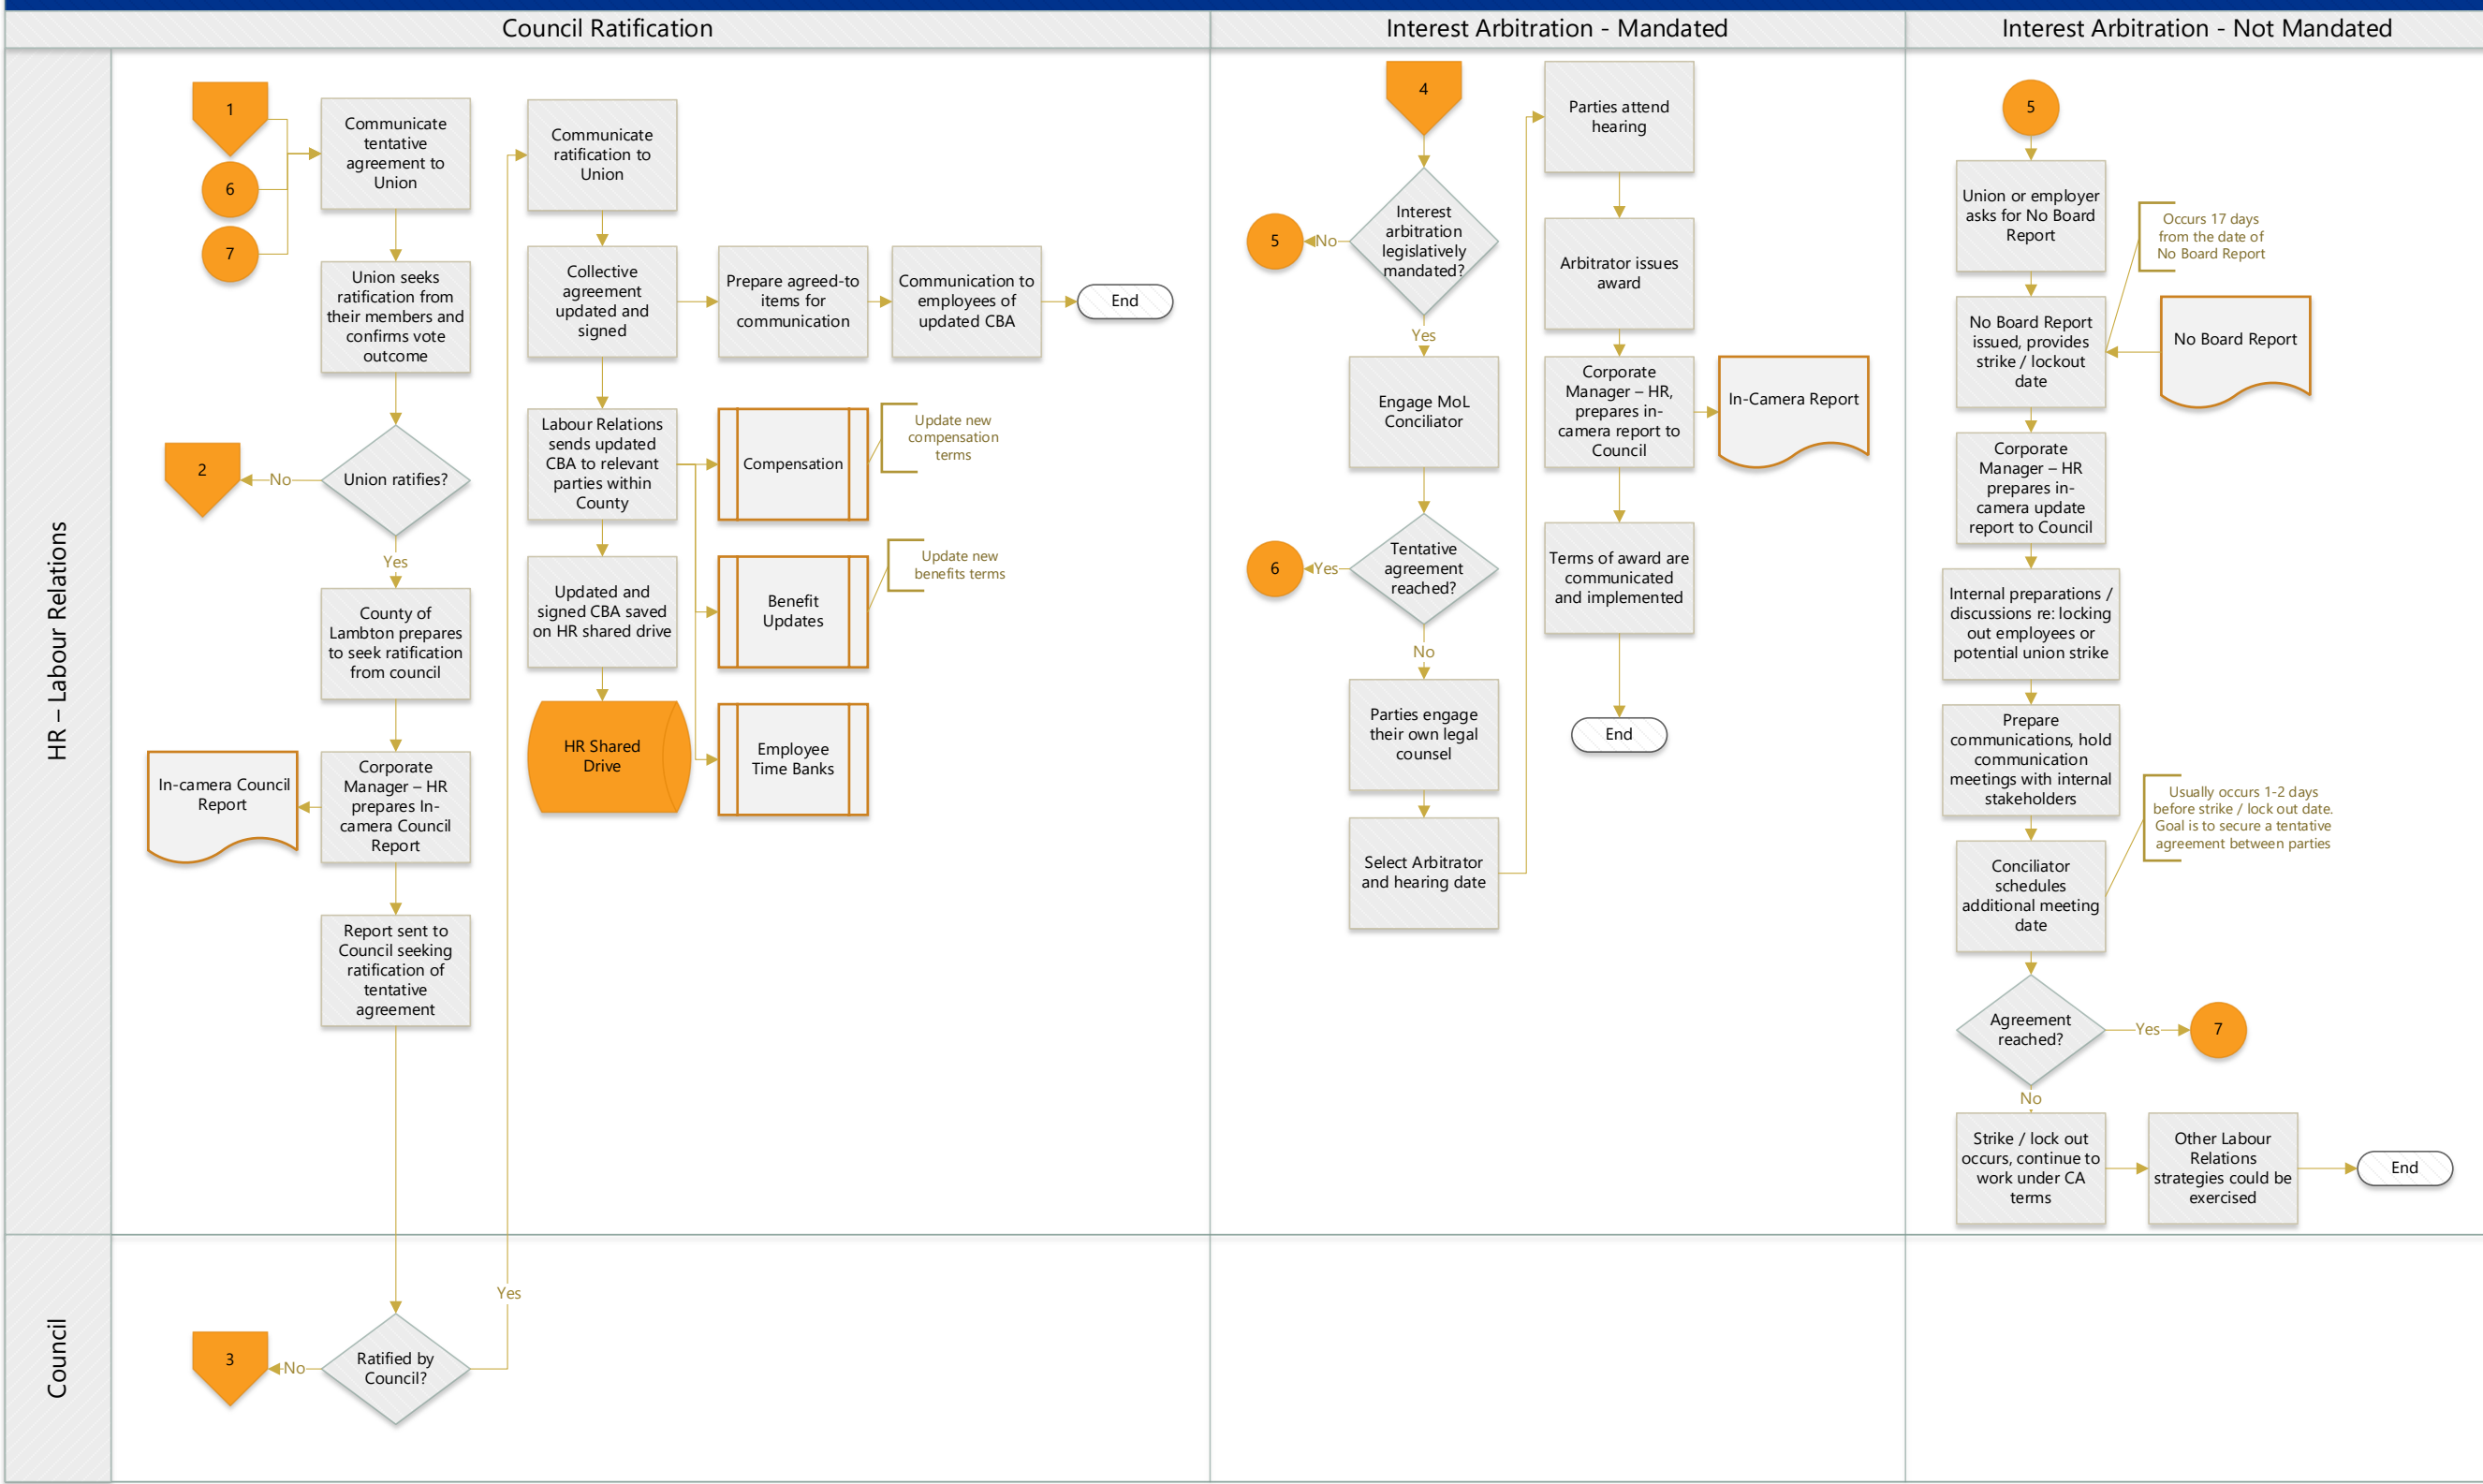 Council Ratification
Interest Arbitration - Mandated
Interest Arbitration - Not Mandated
HR – Labour Relations
1
6
7
Communicate
tentative
agreement to
Union
Union seeks
ratification from
their members and
confirms vote
outcome
Union ratifies?
No
2
Yes
County of
Lambton prepares
to seek ratification
from council
Corporate
Manager – HR
prepares In-
camera Council
Report
In-camera Council
Report
Report sent to
Council seeking
ratification of
tentative
agreement
Communicate
ratification to
Union
Collective
agreement
updated and
signed
Prepare agreed-to
items for
communication
Communication to
employees of
updated CBA
End
Labour Relations
sends updated
CBA to relevant
parties within
County
Compensation
Update new
compensation
terms
Updated and
signed CBA saved
on HR shared drive
Benefit
Updates
Update new
benefits terms
HR Shared
Drive
Employee
Time Banks
4
Interest
arbitration
legislatively
mandated?
No
5
Yes
Engage MoL
Conciliator
Tentative
agreement
reached?
Yes
6
No
Parties engage
their own legal
counsel
Select Arbitrator
and hearing date
Parties attend
hearing
Arbitrator issues
award
Corporate
Manager – HR,
prepares in-
camera report to
Council
In-Camera Report
Terms of award are
communicated
and implemented
End
5
Union or employer
asks for No Board
Report
Occurs 17 days
from the date of
No Board Report
No Board Report
issued, provides
strike / lockout
date
No Board Report
Corporate
Manager – HR
prepares in-
camera update
report to Council
Internal preparations /
discussions re: locking
out employees or
potential union strike
Prepare
communications, hold
communication
meetings with internal
stakeholders
Usually occurs 1-2 days
before strike / lock out date.
Goal is to secure a tentative
agreement between parties
Conciliator
schedules
additional meeting
date
Agreement
reached?
Yes
7
No
Strike / lock out
occurs, continue to
work under CA
terms
Other Labour
Relations
strategies could be
exercised
End
Council
Ratified by
Council?
No
3
Yes